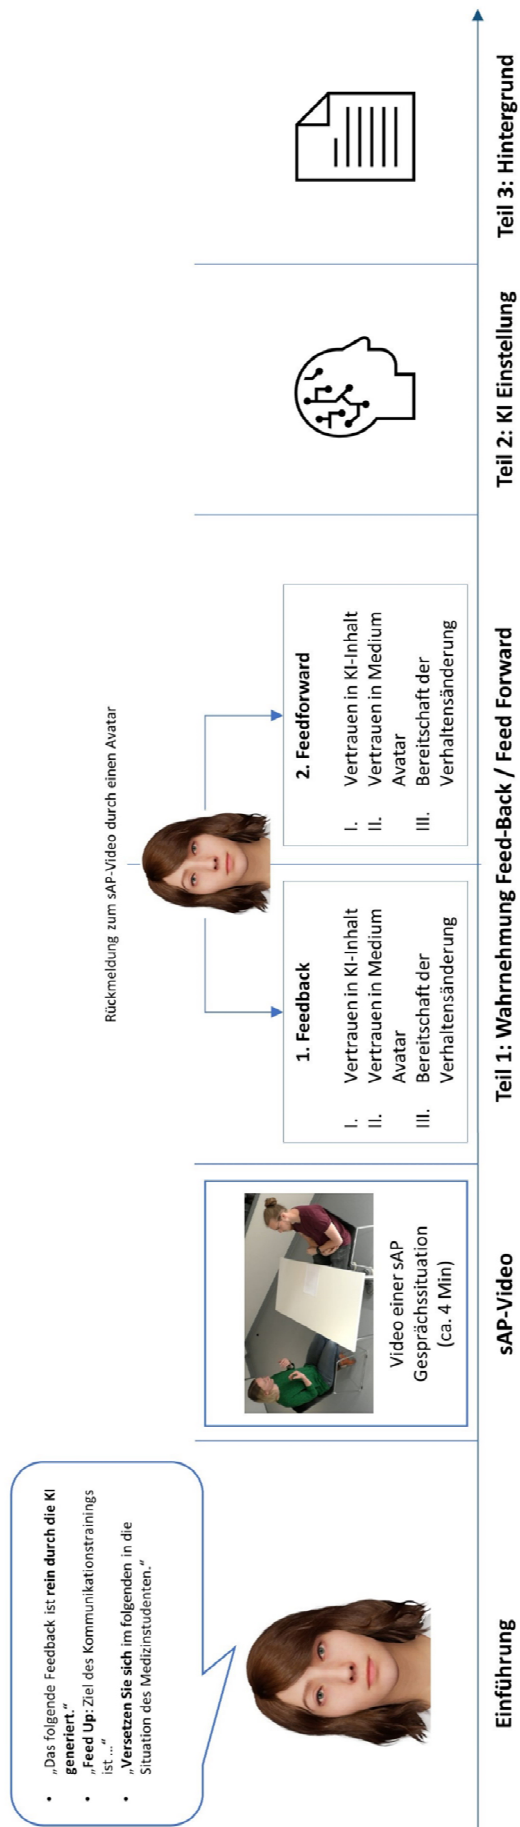 • „Das folgende Feedback ist rein durch die KI
generiert.“
• „Feed Up: Ziel des Kommunikationstrainings
ist …“
• „Versetzen Sie sich im folgenden in die
Situation des Medizinstudenten.“
Einführung
Video einer sAP
Gesprächssituation
(ca. 4 Min)
sAP-Video
Rückmeldung zum sAP-Video durch einen Avatar
1. Feedback
I. Vertrauen in KI-Inhalt
II. Vertrauen in Medium
Avatar
III. Bereitschaft der
Verhaltensänderung
2. Feedforward
I. Vertrauen in KI-Inhalt
II. Vertrauen in Medium
Avatar
III. Bereitschaft der
Verhaltensänderung
Teil 1: Wahrnehmung Feed-Back / Feed Forward
Teil 2: KI Einstellung
Teil 3: Hintergrund